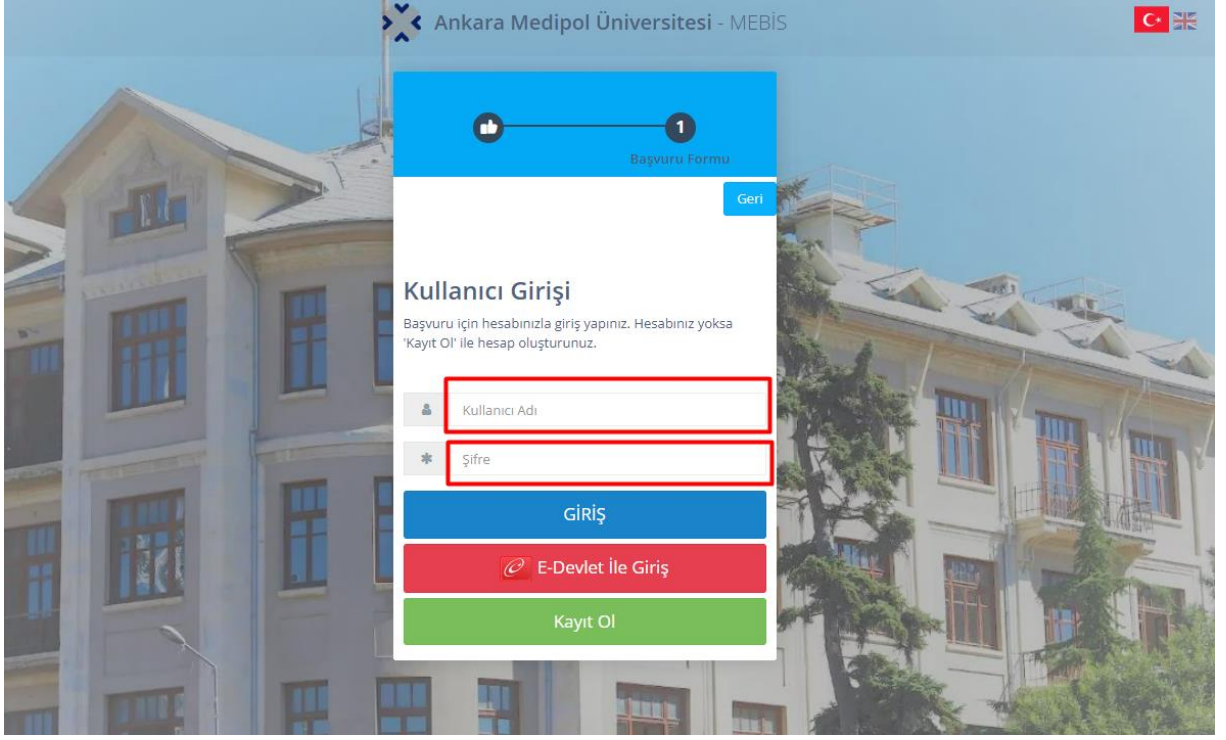 Ankara Medipol Üniversitesi - MEBİS
1
Başvuru Formu
Geri
Kullanıcı Girişi
Başvuru için hesabınızla giriş yapınız. Hesabınız yoksa
'Kayıt Ol' ile hesap oluşturunuz.
Kullanıcı Adı
Şifre
GİRİŞ
E-Devlet İle Giriş
Kayıt Ol